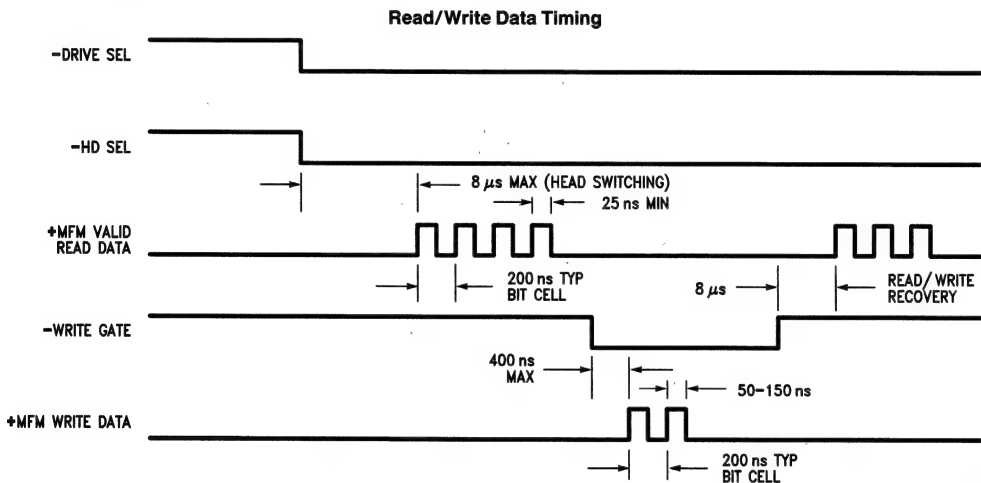 Read/Write Data Timing
−DRIVE SEL
−HD SEL
8 µs MAX (HEAD SWITCHING)
25 ns MIN
+MFM VALID
READ DATA
200 ns TYP
BIT CELL
8 µs
READ/WRITE
RECOVERY
−WRITE GATE
400 ns
MAX
50–150 ns
+MFM WRITE DATA
200 ns TYP
BIT CELL